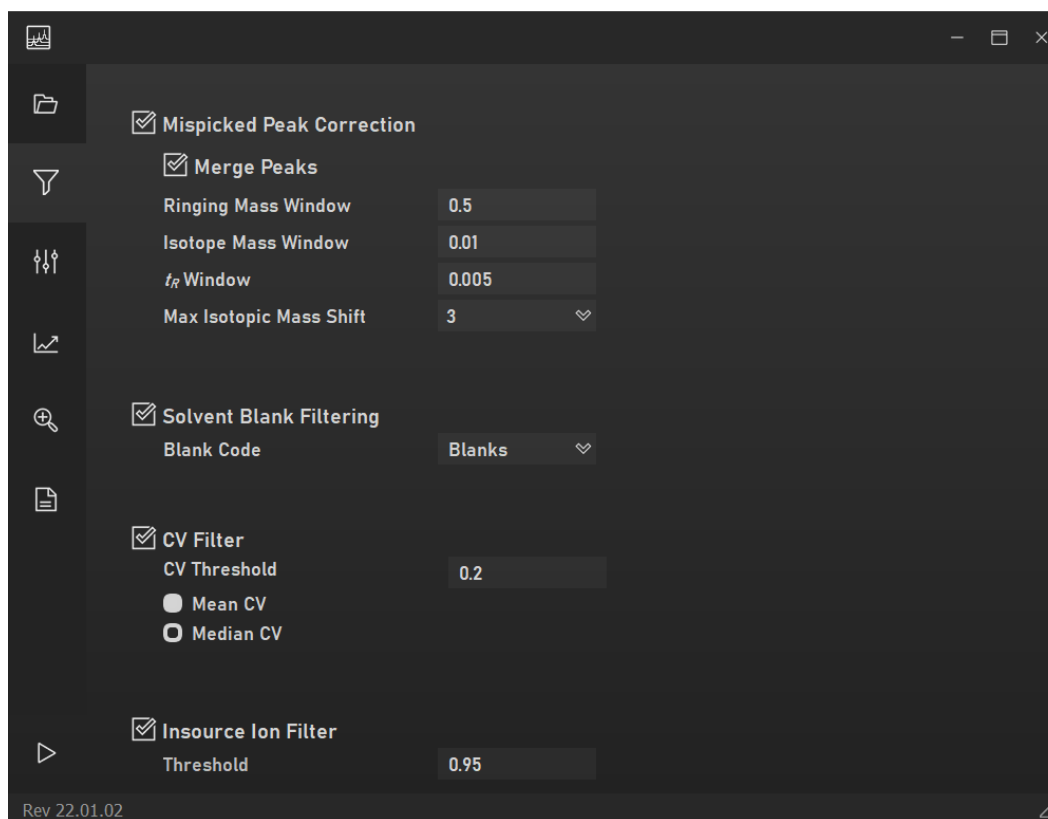 Mispicked Peak Correction
Merge Peaks
Ringing Mass Window 0.5
Isotope Mass Window 0.01
tR Window 0.005
Max Isotopic Mass Shift 3
Solvent Blank Filtering
Blank Code Blanks
CV Filter
CV Threshold 0.2
Mean CV
Median CV
Insource Ion Filter
Threshold 0.95
Rev 22.01.02